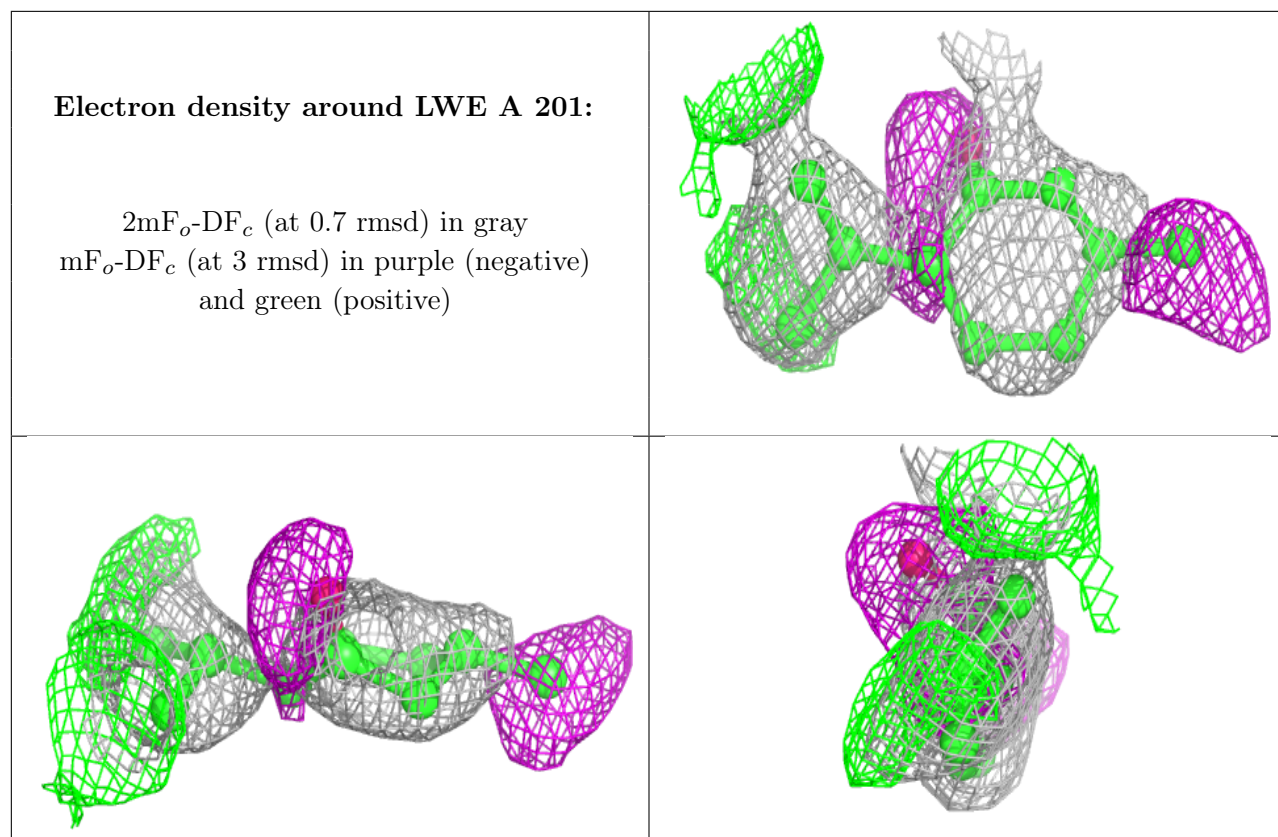 Electron density around LWE A 201:
2mFo-DFc (at 0.7 rmsd) in gray
mFo-DFc (at 3 rmsd) in purple (negative)
and green (positive)